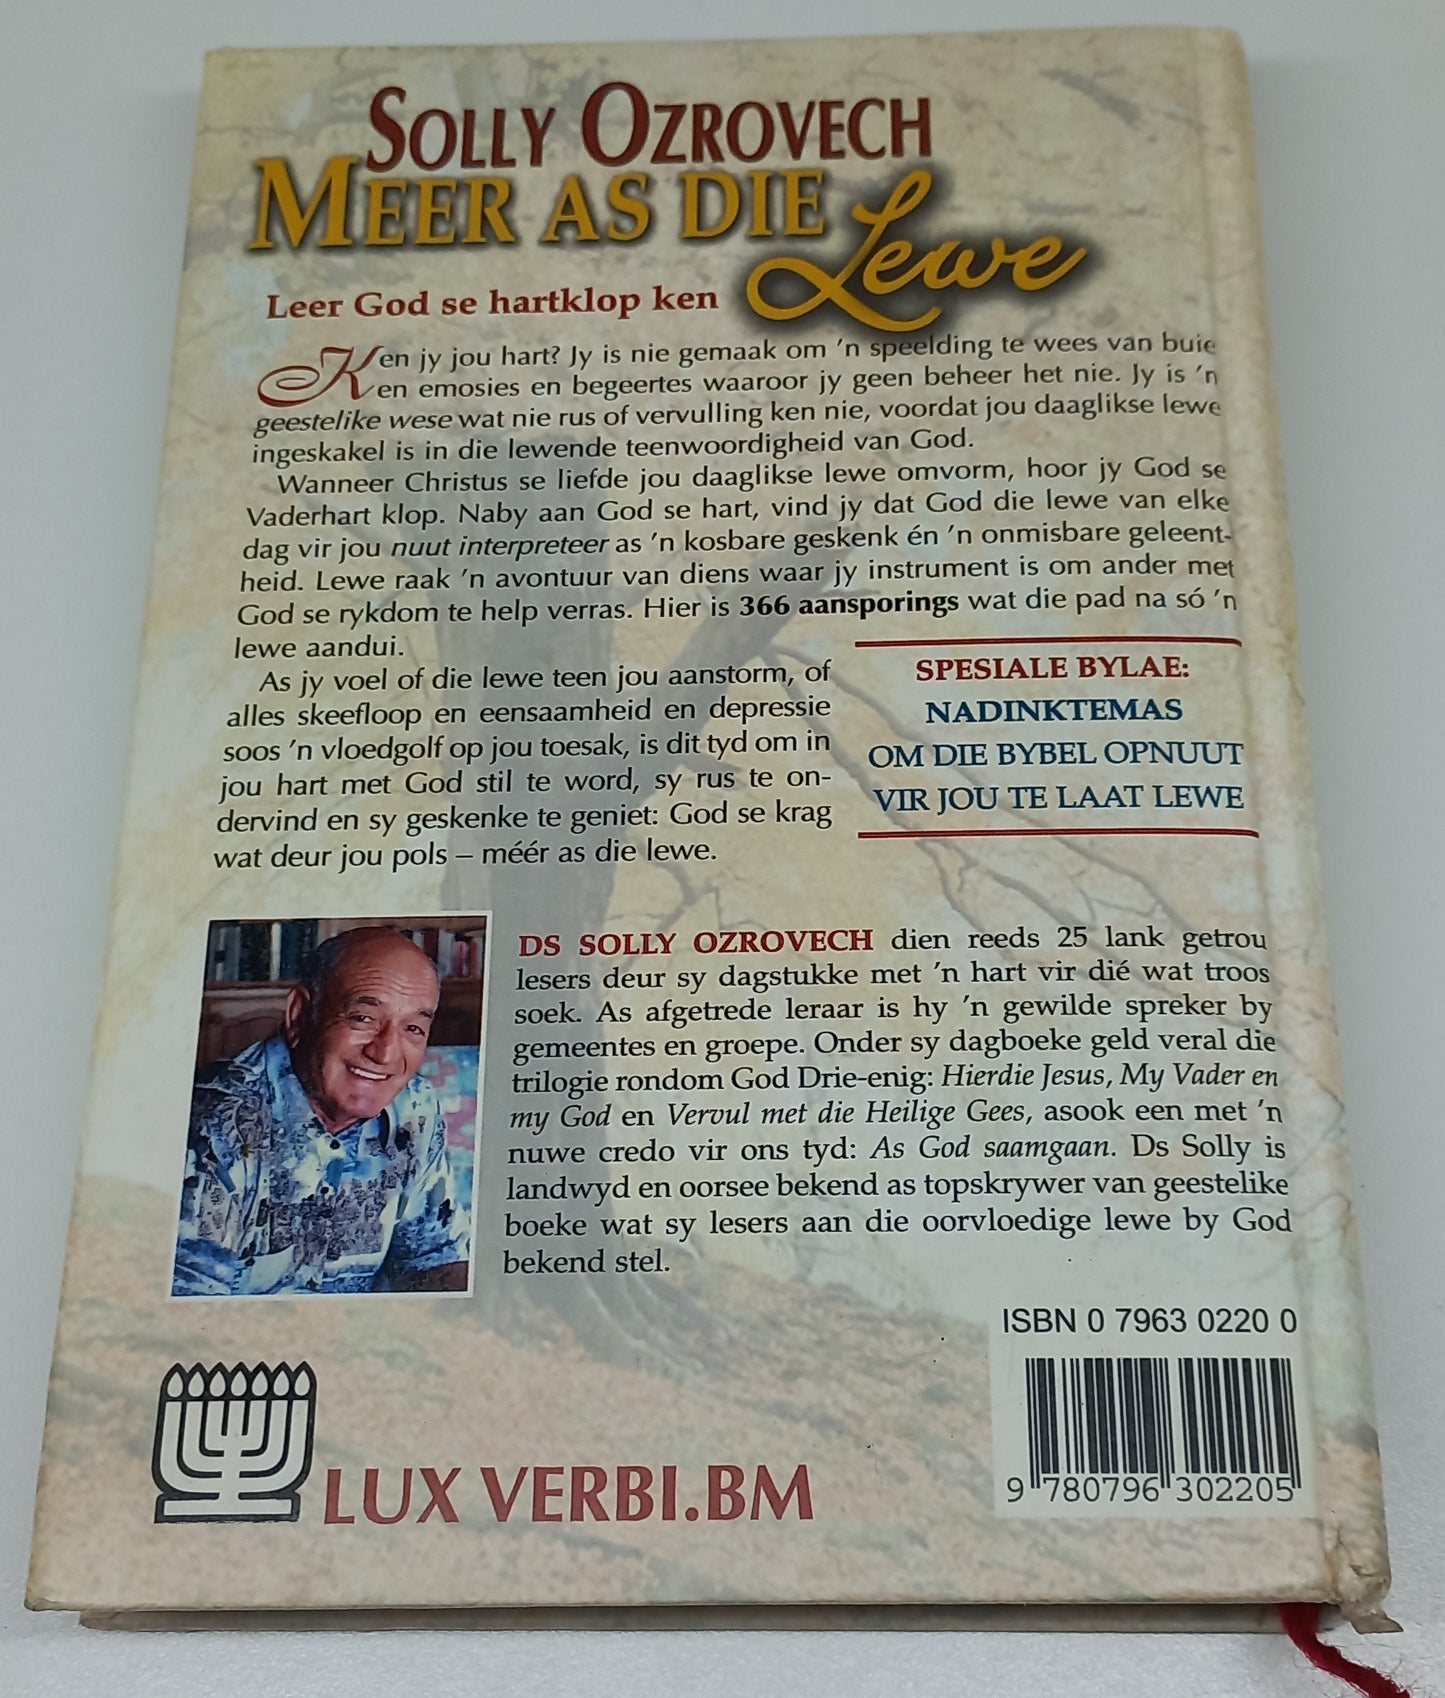 SOLLY OZROVECH
MEER AS DIE
Lewe
Leer God se hartklop ken
Ken jy jou hart? Jy is nie gemaak om 'n speelding te wees van buie
en emosies en begeertes waaroor jy geen beheer het nie. Jy is 'n
geestelike wese wat nie rus of vervulling ken nie, voordat jou daaglikse lewe
ingeskakel is in die lewende teenwoordigheid van God.
Wanneer Christus se liefde jou daaglikse lewe omvorm, hoor jy God se
Vaderhart klop. Naby aan God se hart, vind jy dat God die lewe van elke
dag vir jou nuut interpreteer as 'n kosbare geskenk én 'n onmisbare geleent-
heid. Lewe raak 'n avontuur van diens waar jy instrument is om ander met
God se rykdom te help verras. Hier is 366 aansporings wat die pad na só 'n
lewe aandui.
As jy voel of die lewe teen jou aanstorm, of
alles skeefloop en eensaamheid en depressie
soos 'n vloedgolf op jou toesak, is dit tyd om in
jou hart met God stil te word, sy rus te on-
dervind en sy geskenke te geniet: God se krag
wat deur jou pols – méér as die lewe.
SPESIALE BYLAE:
NADINKTEMAS
OM DIE BYBEL OPNUUT
VIR JOU TE LAAT LEWE
DS SOLLY OZROVECH dien reeds 25 lank getrou
lesers deur sy dagstukke met 'n hart vir dié wat troos
soek. As afgetrede leraar is hy 'n gewilde spreker by
gemeentes en groepe. Onder sy dagboeke geld veral die
trilogie rondom God Drie-enig: Hierdie Jesus, My Vader en
my God en Vervul met die Heilige Gees, asook een met 'n
nuwe credo vir ons tyd: As God saamgaan. Ds Solly is
landwyd en oorsee bekend as topskrywer van geestelike
boeke wat sy lesers aan die oorvloedige lewe by God
bekend stel.
ISBN 0 7963 0220 0
9 780796 302205
LUX VERBI.BM